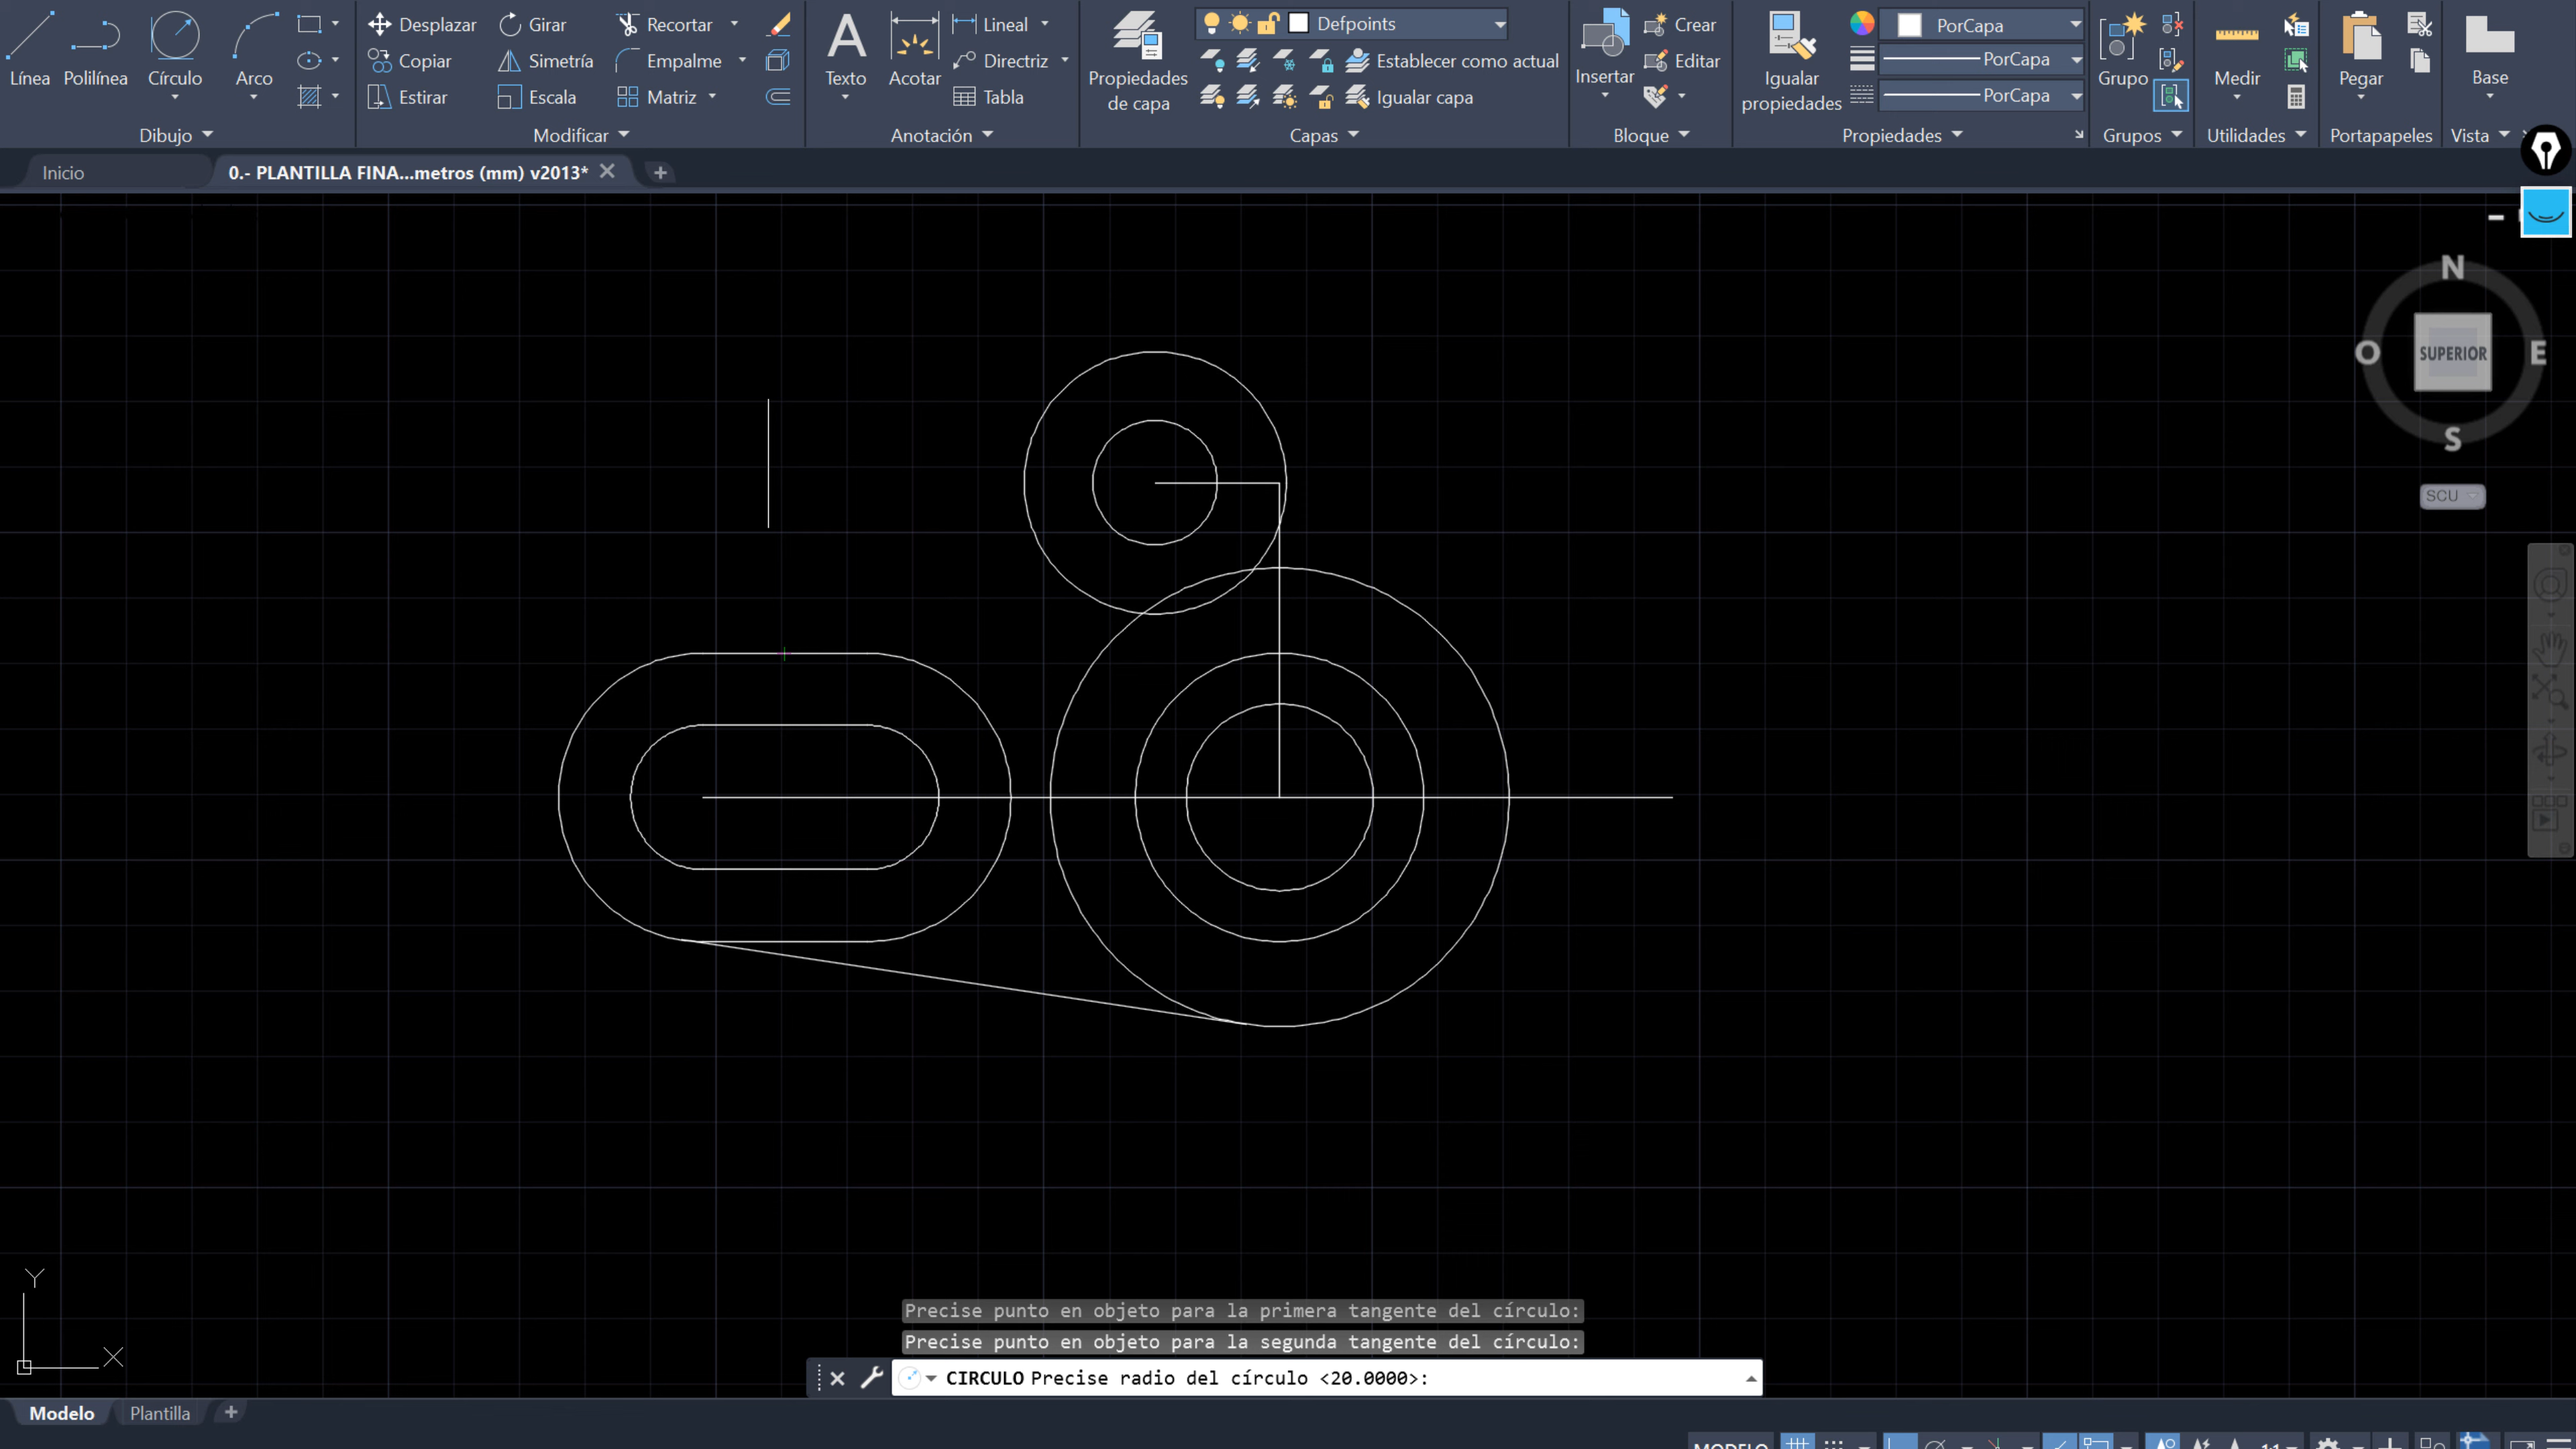 Línea
Polilínea
Círculo
Arco
Dibujo
Desplazar
Copiar
Estirar
Girar
Simetría
Escala
Recortar
Empalme
Matriz
Modificar
A
Texto
Acotar
Lineal
Directriz
Tabla
Anotación
Propiedades
de capa
Defpoints
Establecer como actual
Igualar capa
Capas
Insertar
Crear
Editar
Bloque
Igualar
propiedades
PorCapa
PorCapa
PorCapa
Propiedades
Grupo
Grupos
Medir
Utilidades
Pegar
Portapapeles
Base
Vista
Inicio
0.- PLANTILLA FINA...metros (mm) v2013*
N
O
SUPERIOR
E
S
SCU
Y
X
Precise punto en objeto para la primera tangente del círculo:
Precise punto en objeto para la segunda tangente del círculo:
CIRCULO Precise radio del círculo <20.0000>:
Modelo
Plantilla
MODELO
1:1